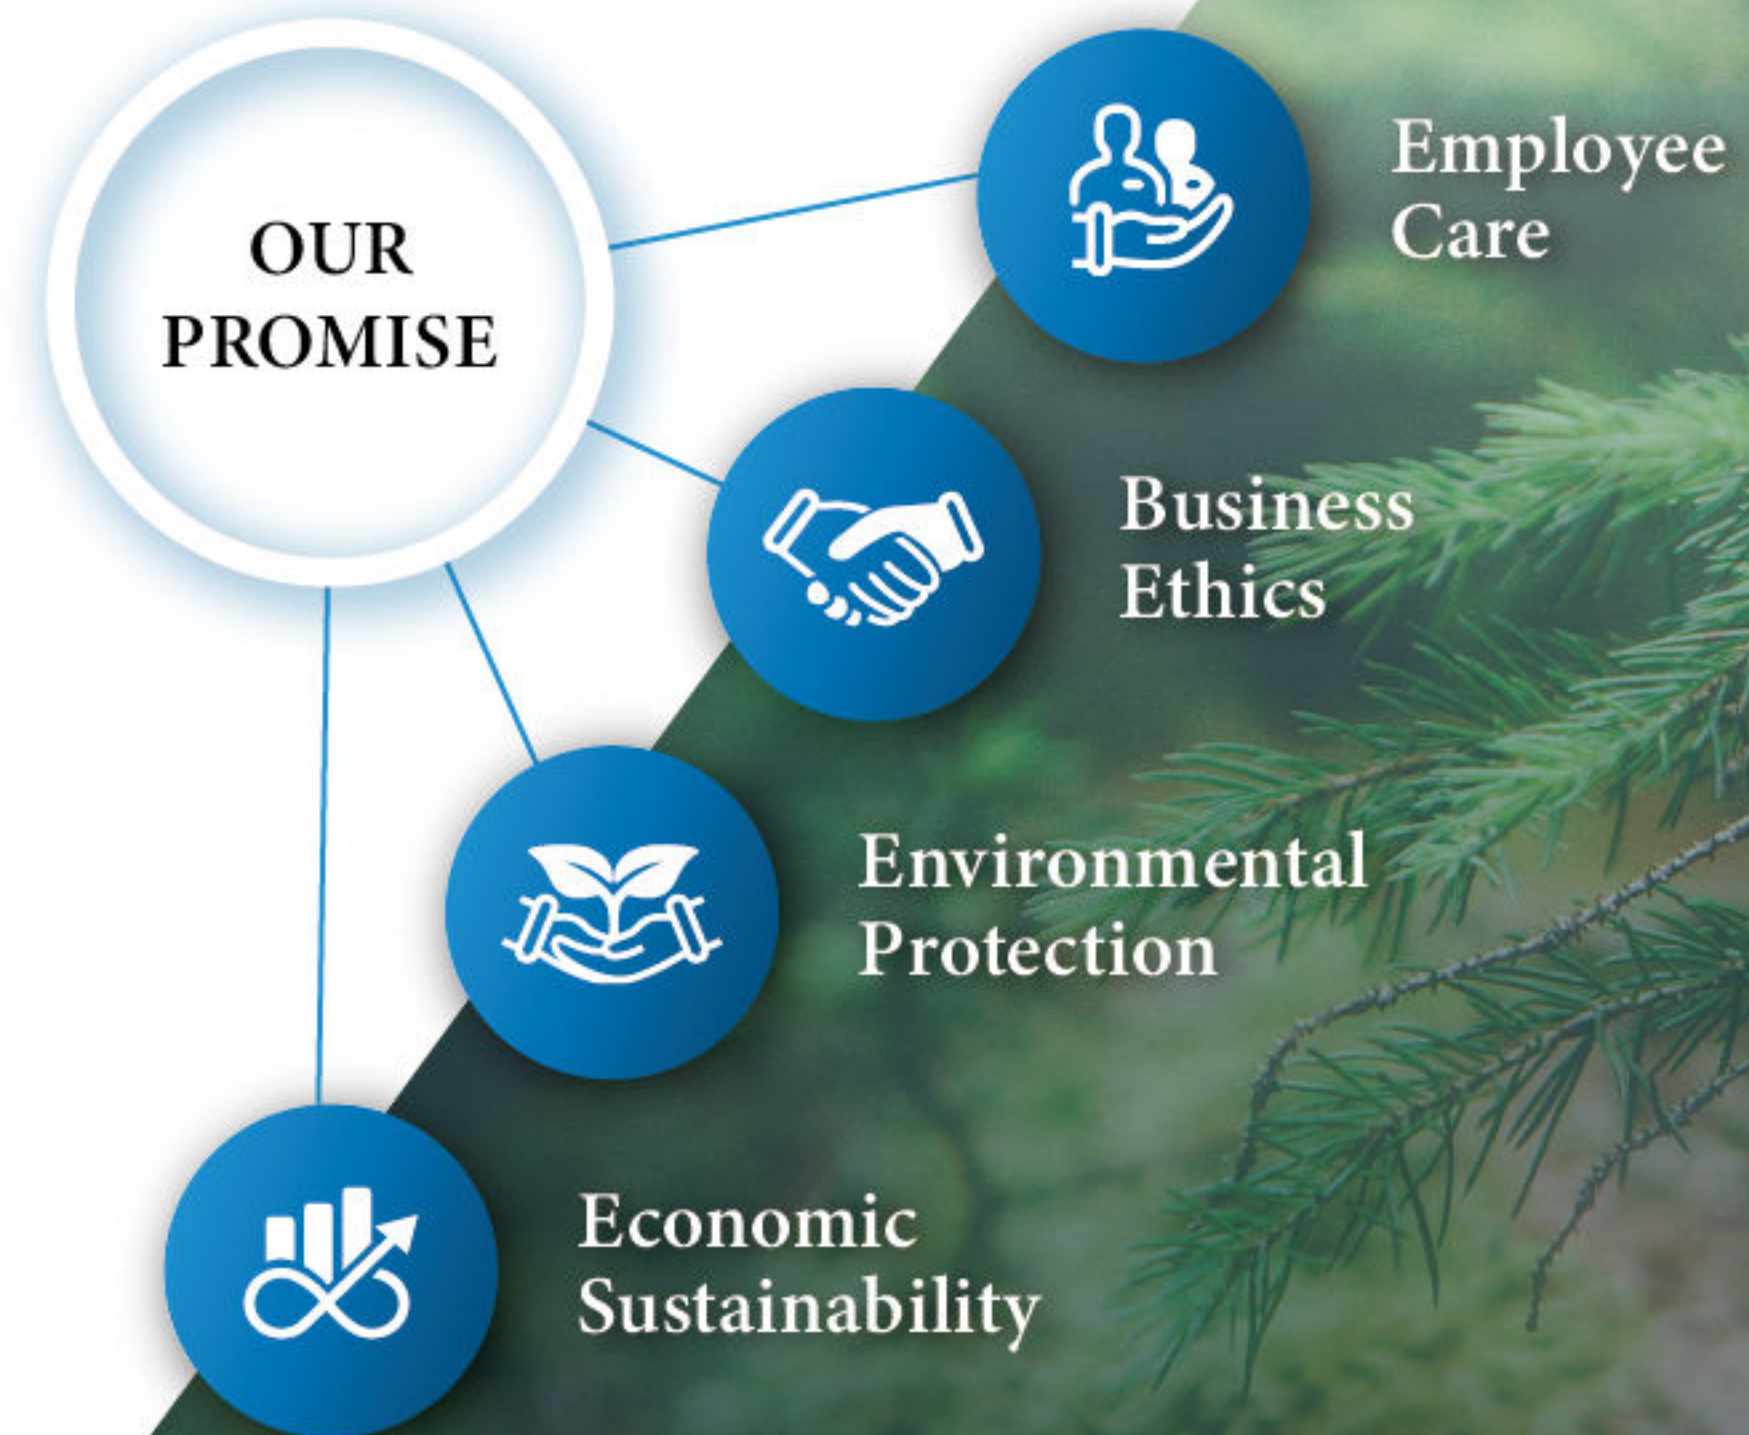 OUR
PROMISE
Employee
Care
Business
Ethics
Environmental
Protection
Economic
Sustainability